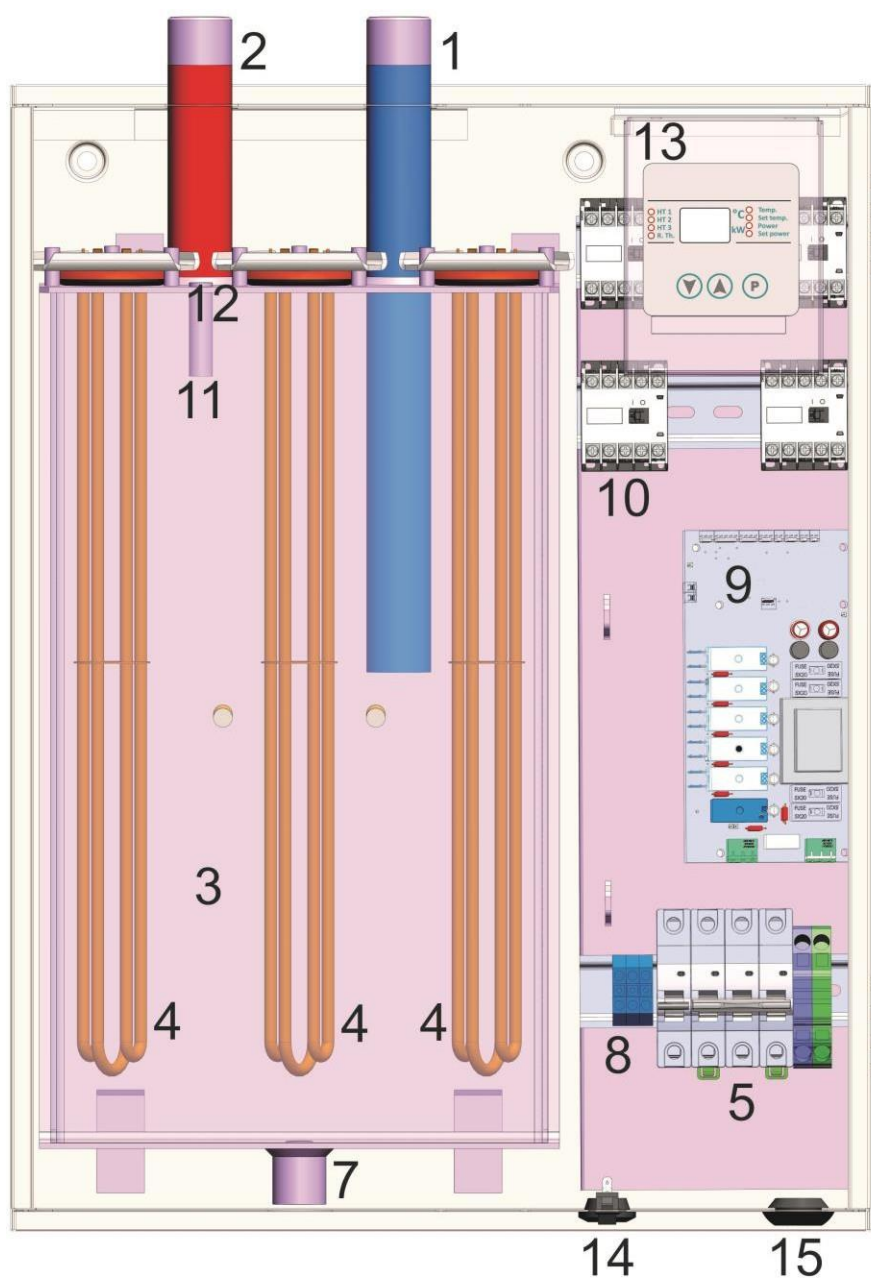 2
1
13
HT 1
HT 2
HT 3
R. Th.
°C
kW
Temp.
Set temp.
Power
Set power
P
12
11
I O
I O
10
9
FUSE
FUSE
3
FUSE
FUSE
4
4
4
8
5
7
14
15